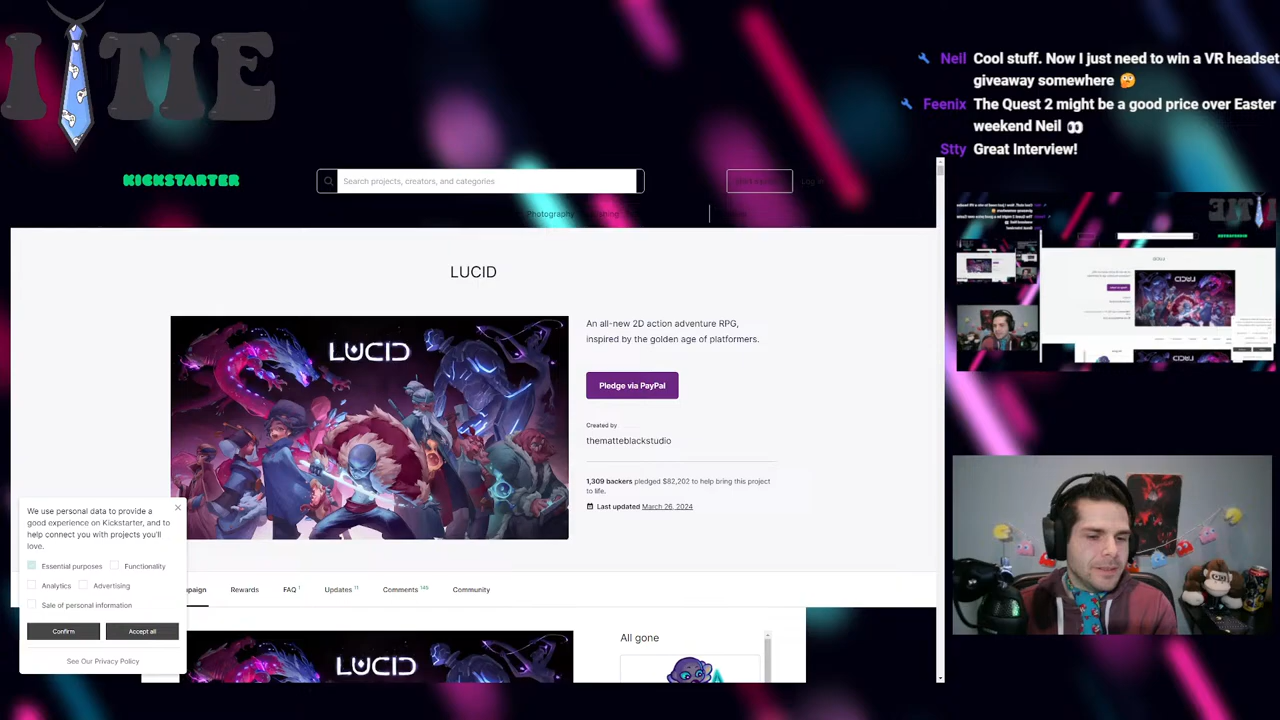 I TIE
Neil Cool stuff. Now I just need to win a VR headset
giveaway somewhere
Feenix The Quest 2 might be a good price over Easter
weekend Neil
Stty Great Interview!
KICKSTARTER
Search projects, creators, and categories
Log in
Photography
LUCID
LUCID
An all-new 2D action adventure RPG,
inspired by the golden age of platformers.
Pledge via PayPal
Created by
thematteblackstudio
1,309 backers pledged $82,202 to help bring this project
to life.
Last updated March 26, 2024
We use personal data to provide a
good experience on Kickstarter, and to
help connect you with projects you'll
love.
Essential purposes Functionality
Analytics Advertising
Sale of personal information
Confirm Accept all
See Our Privacy Policy
Rewards FAQ 1 Updates 11 Comments 145 Community
LUCID
All gone